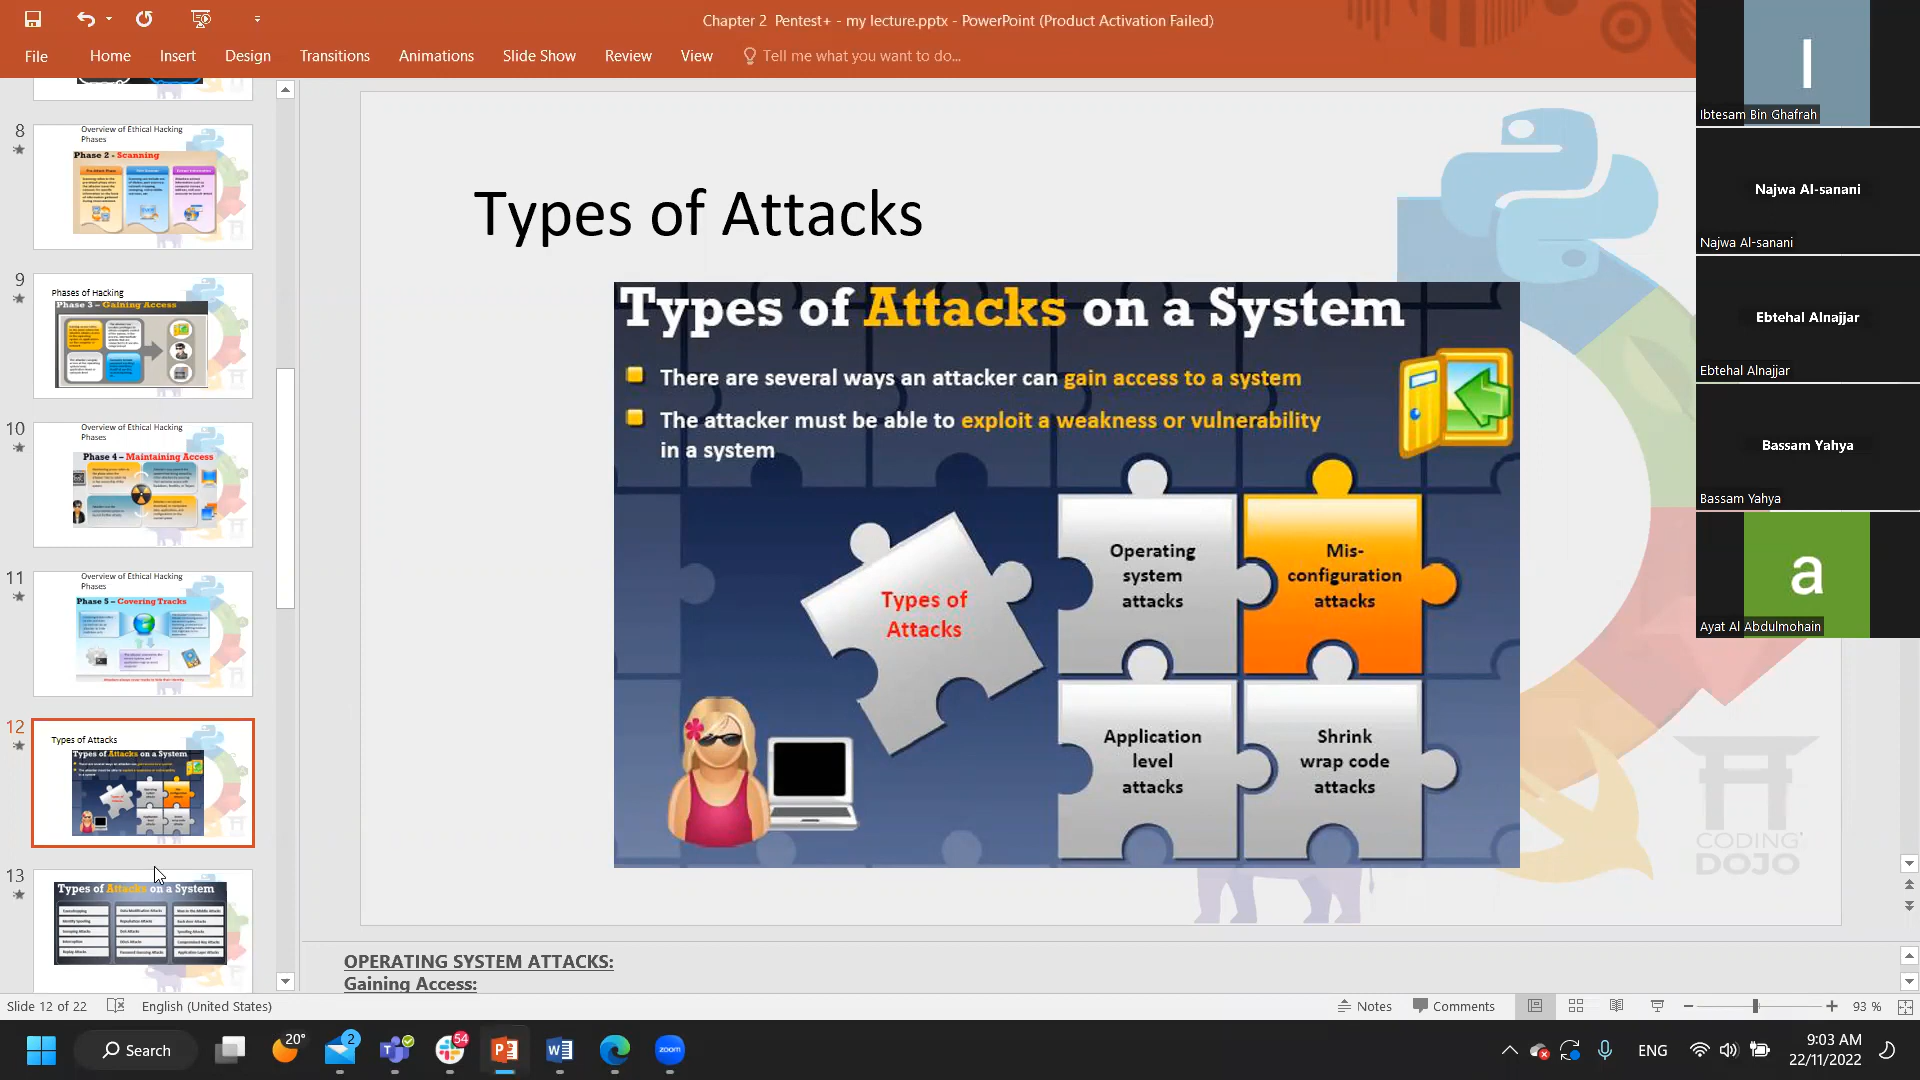 Chapter 2  Pentest+ - my lecture.pptx - PowerPoint (Product Activation Failed)
File Home Insert Design Transitions Animations Slide Show Review View Tell me what you want to do...
8
Overview of Ethical Hacking
Phases
Phase 2 - Scanning
9
Phases of Hacking
Phase 3 – Gaining Access
10
Overview of Ethical Hacking
Phases
Phase 4 – Maintaining Access
11
Overview of Ethical Hacking
Phases
Phase 5 – Covering Tracks
12
Types of Attacks
Types of Attacks on a System
13
Types of Attacks on a System
Types of Attacks
Types of Attacks on a System
There are several ways an attacker can gain access to a system
The attacker must be able to exploit a weakness or vulnerability
in a system
Types of
Attacks
Operating
system
attacks
Mis-
configuration
attacks
Application
level
attacks
Shrink
wrap code
attacks
CODING
DOJO
OPERATING SYSTEM ATTACKS:
Gaining Access:
I
Ibtesam Bin Ghafrah
Najwa Al-sanani
Najwa Al-sanani
Ebtehal Alnajjar
Ebtehal Alnajjar
Bassam Yahya
Bassam Yahya
a
Ayat Al Abdulmohain
Slide 12 of 22 English (United States) Notes Comments 93 %
Search 20° 2 54 zoom ENG 9:03 AM
22/11/2022